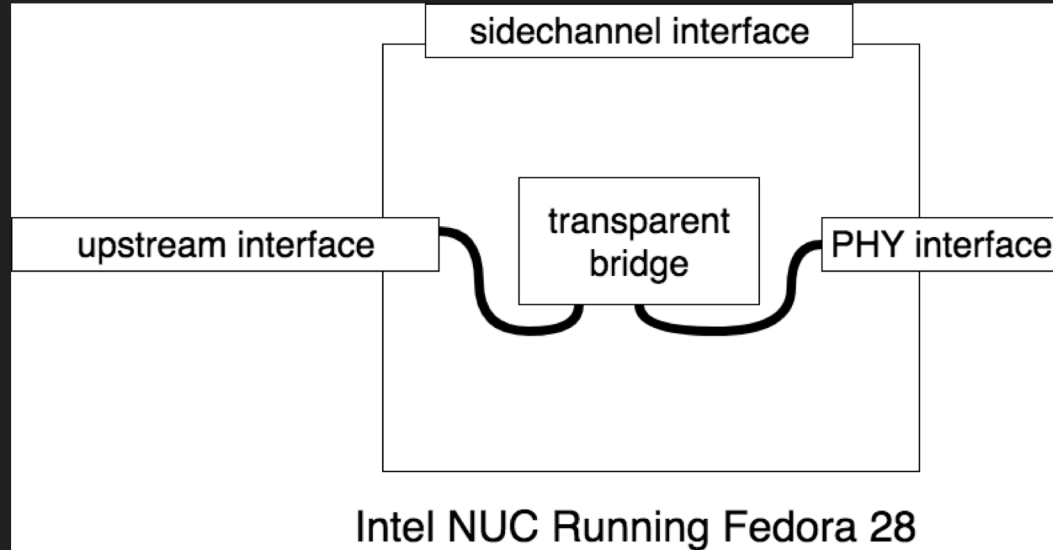 sidechannel interface
transparent
bridge
upstream interface
PHY interface
Intel NUC Running Fedora 28